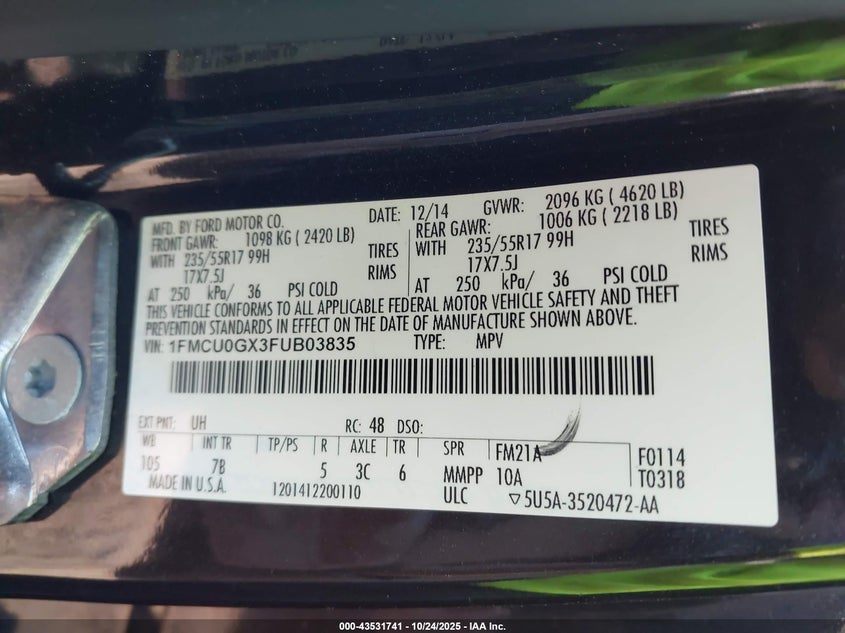 MFD. BY FORD MOTOR CO. DATE: 12/14 GVWR: 2096 KG ( 4620 LB)
FRONT GAWR: 1098 KG ( 2420 LB) REAR GAWR: 1006 KG ( 2218 LB)
WITH 235/55R17 99H TIRES WITH 235/55R17 99H TIRES
17X7.5J RIMS 17X7.5J RIMS
AT 250 kPa/ 36 PSI COLD AT 250 kPa/ 36 PSI COLD
THIS VEHICLE CONFORMS TO ALL APPLICABLE FEDERAL MOTOR VEHICLE SAFETY AND THEFT
PREVENTION STANDARDS IN EFFECT ON THE DATE OF MANUFACTURE SHOWN ABOVE.
VIN: 1FMCU0GX3FUB03835 TYPE: MPV
EXT PNT: UH RC: 48 DSO:
WB INT TR TP/PS R AXLE TR SPR FM21A F0114
105 7B 5 3C 6 MMPP 10A T0318
MADE IN U.S.A. 1201412200110 ULC ▽5U5A-3520472-AA
000-43531741 - 10/24/2025 - IAA Inc.